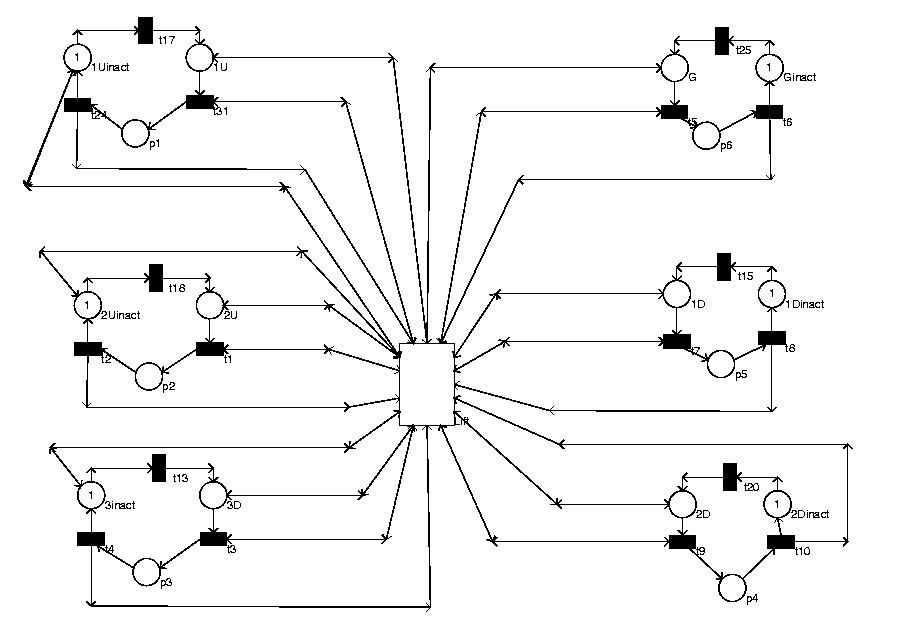 t17
1
1Uinact
1U
t24
t31
p1
t25
G
1
Ginact
t5
t6
p6
t16
1
2Uinact
2U
t2
t1
p2
t15
1D
1
1Dinact
t7
t8
p5
Lift
t13
1
3inact
3D
t4
t3
p3
t20
2D
1
2Dinact
t9
t10
p4